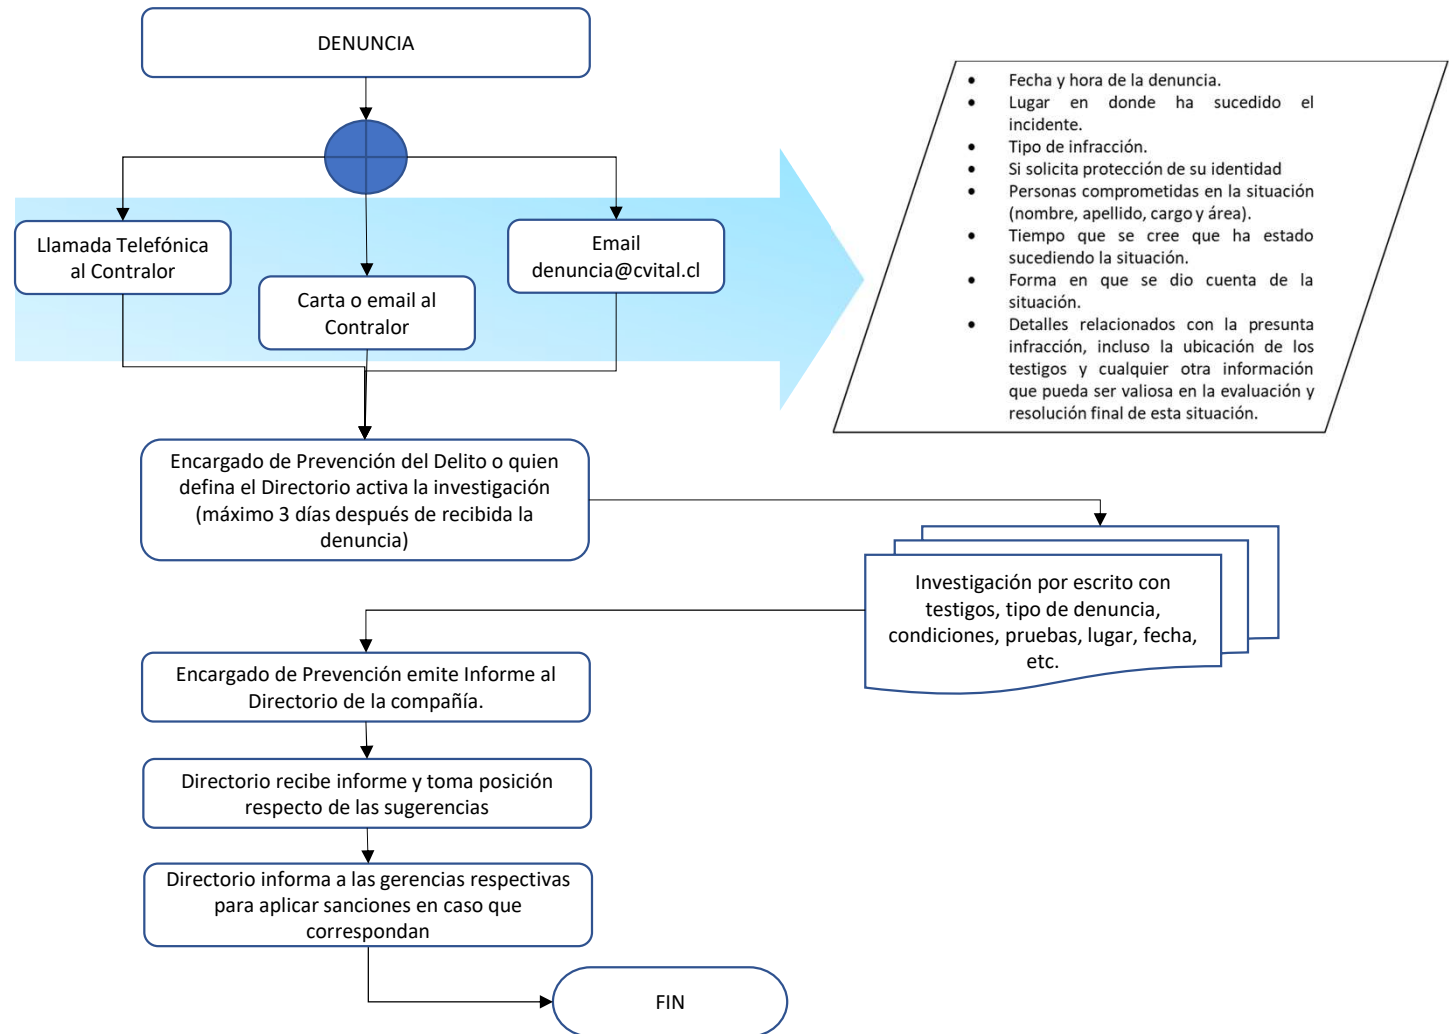 DENUNCIA
Llamada Telefónica
al Contralor
Carta o email al
Contralor
Email
denuncia@cvital.cl
• Fecha y hora de la denuncia.
• Lugar en donde ha sucedido el
incidente.
• Tipo de infracción.
• Si solicita protección de su identidad
• Personas comprometidas en la situación
(nombre, apellido, cargo y área).
• Tiempo que se cree que ha estado
sucediendo la situación.
• Forma en que se dio cuenta de la
situación.
• Detalles relacionados con la presunta
infracción, incluso la ubicación de los
testigos y cualquier otra información
que pueda ser valiosa en la evaluación y
resolución final de esta situación.
Encargado de Prevención del Delito o quien
defina el Directorio activa la investigación
(máximo 3 días después de recibida la
denuncia)
Investigación por escrito con
testigos, tipo de denuncia,
condiciones, pruebas, lugar, fecha,
etc.
Encargado de Prevención emite Informe al
Directorio de la compañía.
Directorio recibe informe y toma posición
respecto de las sugerencias
Directorio informa a las gerencias respectivas
para aplicar sanciones en caso que
correspondan
FIN